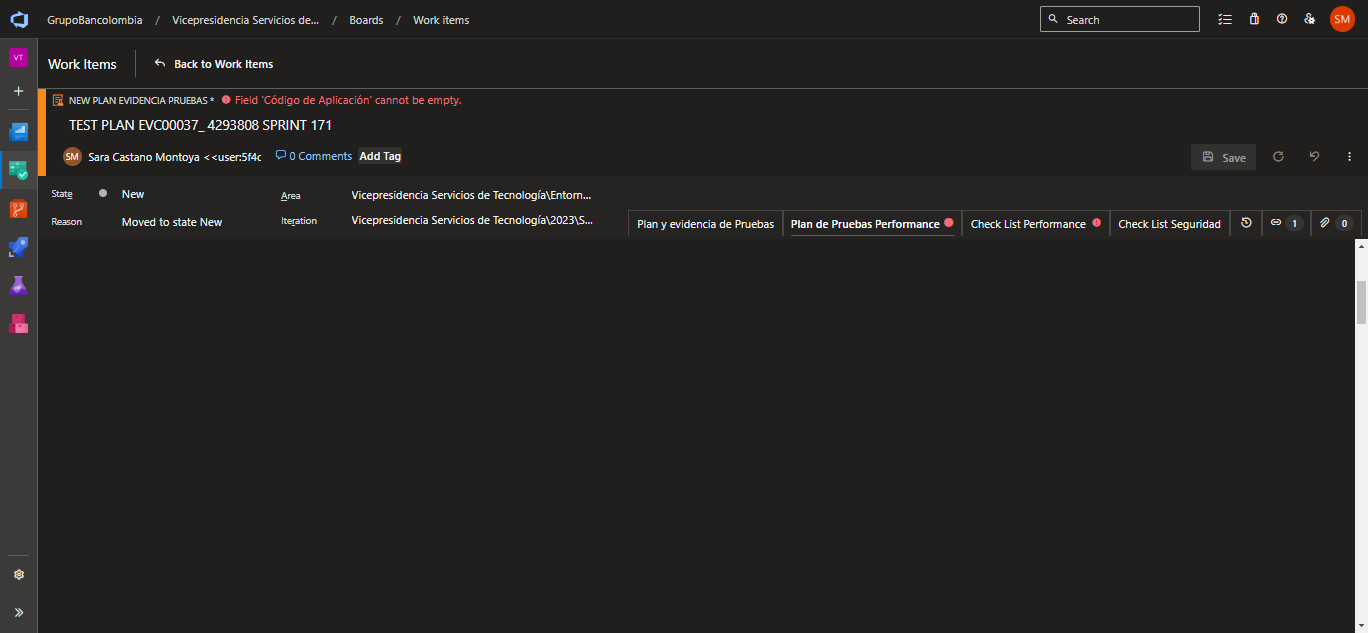 GrupoBancolombia / Vicepresidencia Servicios de... / Boards / Work items
Search
SM
VT
Work Items
Back to Work Items
NEW PLAN EVIDENCIA PRUEBAS * Field 'Código de Aplicación' cannot be empty.
TEST PLAN EVC00037_ 4293808 SPRINT 171
SM Sara Castano Montoya < <user:5f4c
0 Comments
Add Tag
Save
State New
Area Vicepresidencia Servicios de Tecnología\Entorn...
Reason Moved to state New
Iteration Vicepresidencia Servicios de Tecnología\2023\S...
Plan y evidencia de Pruebas
Plan de Pruebas Performance
Check List Performance
Check List Seguridad
1
0